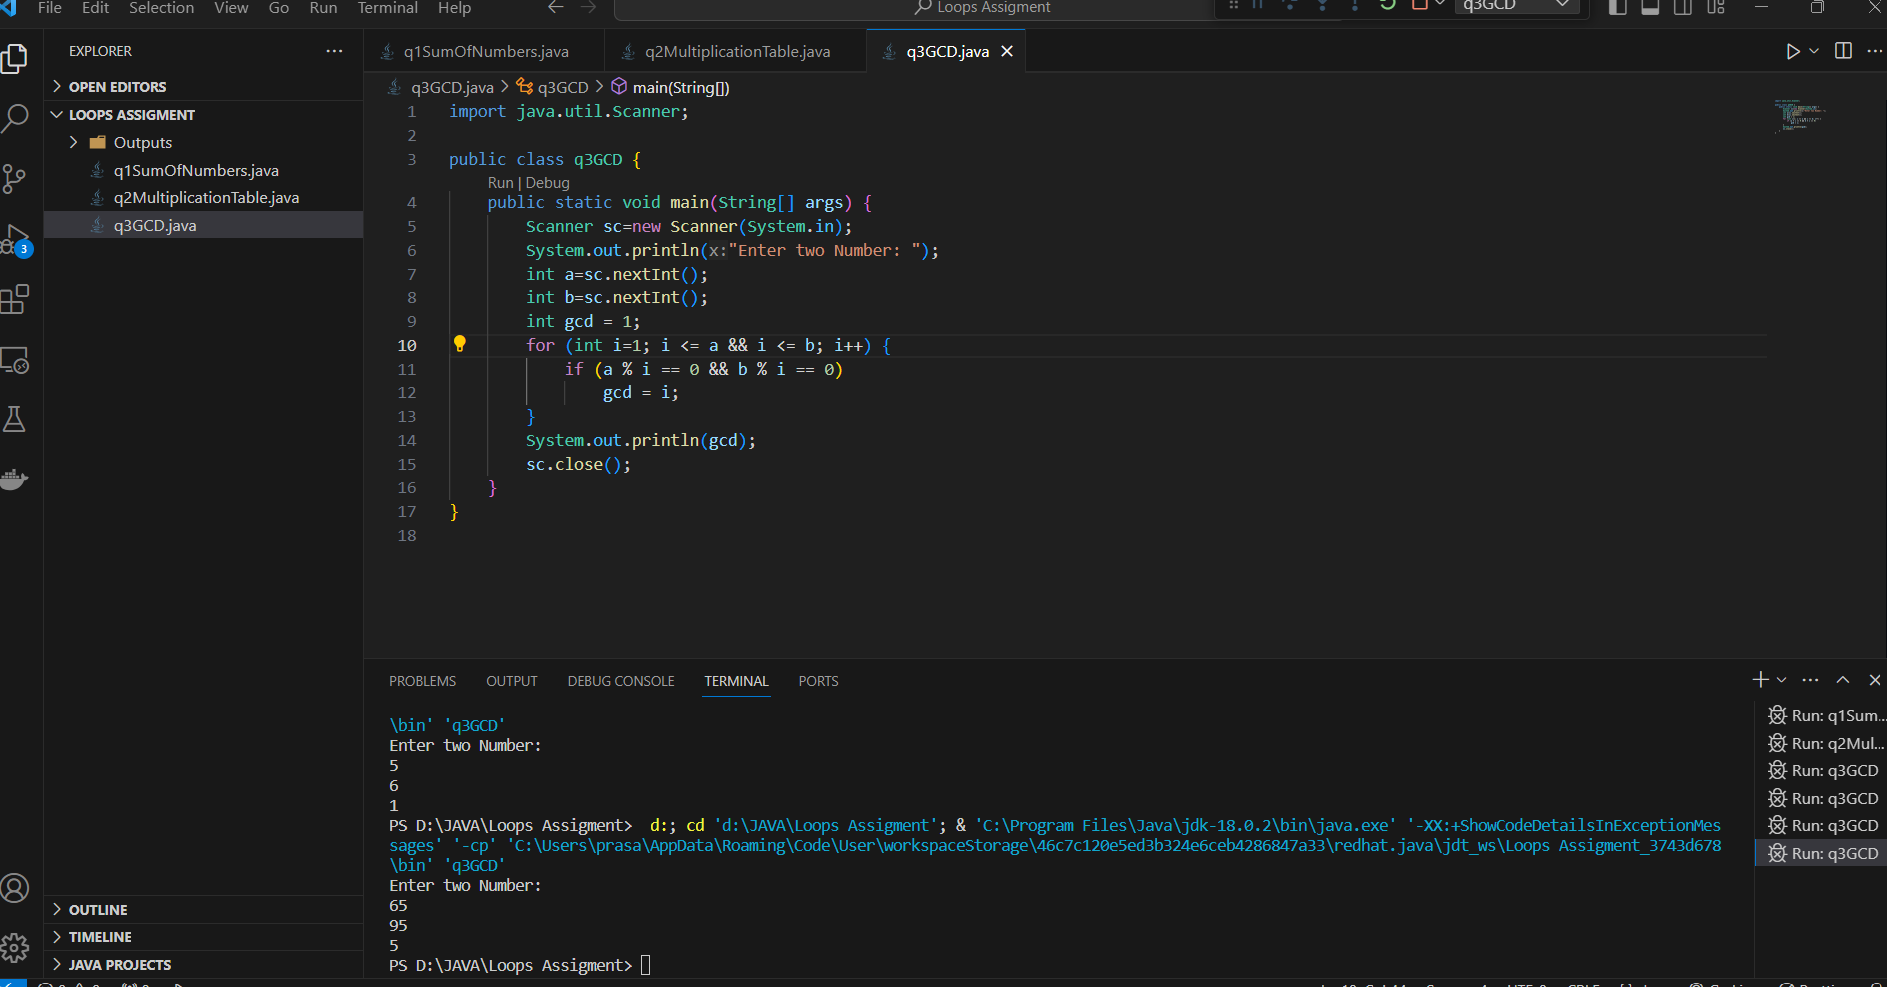 File Edit Selection View Go Run Terminal Help
Loops Assigment
q3GCD
EXPLORER
OPEN EDITORS
LOOPS ASSIGMENT
Outputs
q1SumOfNumbers.java
q2MultiplicationTable.java
q3GCD.java
3
OUTLINE
TIMELINE
JAVA PROJECTS
q1SumOfNumbers.java q2MultiplicationTable.java q3GCD.java
q3GCD.java > q3GCD > main(String[])
1 import java.util.Scanner;
2
3 public class q3GCD {
Run | Debug
4 public static void main(String[] args) {
5 Scanner sc=new Scanner(System.in);
6 System.out.println(x:"Enter two Number: ");
7 int a=sc.nextInt();
8 int b=sc.nextInt();
9 int gcd = 1;
10 for (int i=1; i <= a && i <= b; i++) {
11 if (a % i == 0 && b % i == 0)
12 gcd = i;
13 }
14 System.out.println(gcd);
15 sc.close();
16 }
17 }
18
PROBLEMS OUTPUT DEBUG CONSOLE TERMINAL PORTS
\bin' 'q3GCD'
Enter two Number:
5
6
1
PS D:\JAVA\Loops Assigment> d:; cd 'd:\JAVA\Loops Assigment'; & 'C:\Program Files\Java\jdk-18.0.2\bin\java.exe' '-XX:+ShowCodeDetailsInExceptionMes
sages' '-cp' 'C:\Users\prasa\AppData\Roaming\Code\User\workspaceStorage\46c7c120e5ed3b324e6ceb4286847a33\redhat.java\jdt_ws\Loops Assigment_3743d678
\bin' 'q3GCD'
Enter two Number:
65
95
5
PS D:\JAVA\Loops Assigment>
Run: q1Sum...
Run: q2Mul...
Run: q3GCD
Run: q3GCD
Run: q3GCD
Run: q3GCD